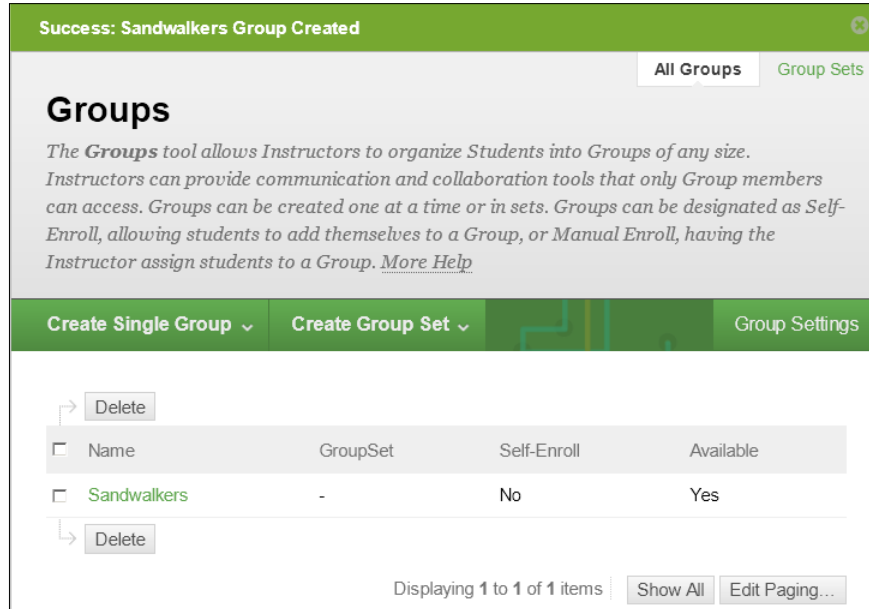 Success: Sandwalkers Group Created
All Groups Group Sets
Groups
The Groups tool allows Instructors to organize Students into Groups of any size.
Instructors can provide communication and collaboration tools that only Group members
can access. Groups can be created one at a time or in sets. Groups can be designated as Self-
Enroll, allowing students to add themselves to a Group, or Manual Enroll, having the
Instructor assign students to a Group. More Help
Create Single Group Create Group Set Group Settings
Delete
Name GroupSet Self-Enroll Available
Sandwalkers - No Yes
Delete
Displaying 1 to 1 of 1 items Show All Edit Paging...